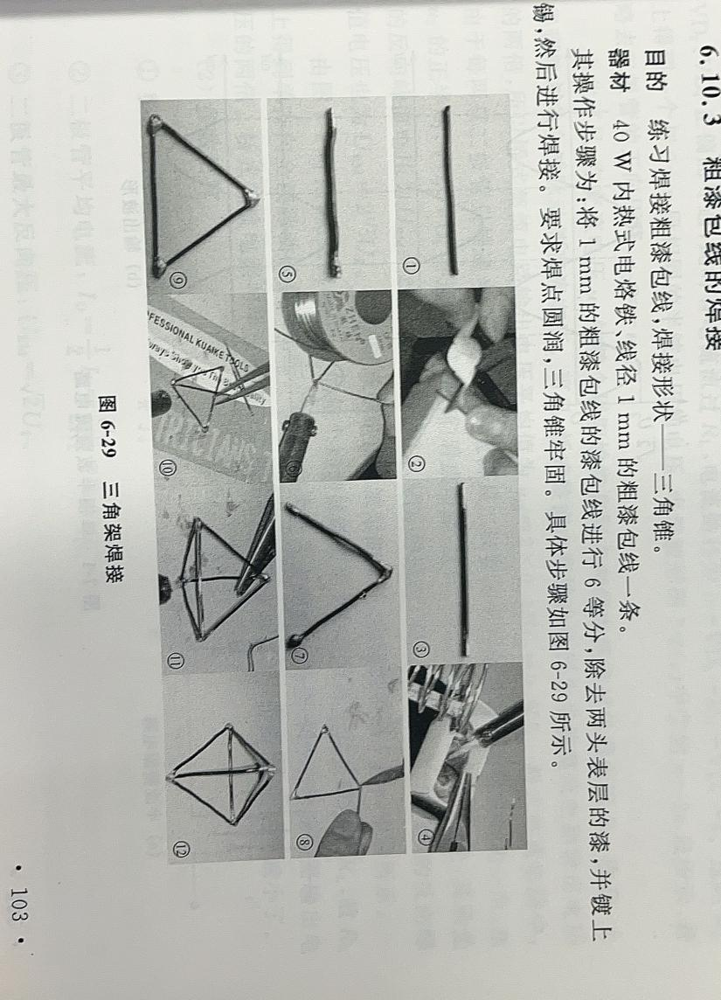 6.10.3 粗漆包线的焊接
目的 练习焊接粗漆包线,焊接形状——三角锥。
器材 40 W 内热式电烙铁、线径 1 mm 的粗漆包线一条。
其操作步骤为:将 1 mm 的粗漆包线的漆包线进行 6 等分,除去两头表层的漆,并镀上
锡,然后进行焊接。要求焊点圆润,三角锥牢固。具体步骤如图 6-29 所示。
① ② ③ ④
⑤ ⑥ ⑦ ⑧
ZHEN
⑨ ⑩ ⑪ ⑫
FESSIONAL KUAIKE TOOLS
图 6-29 三角架焊接
· 103 ·